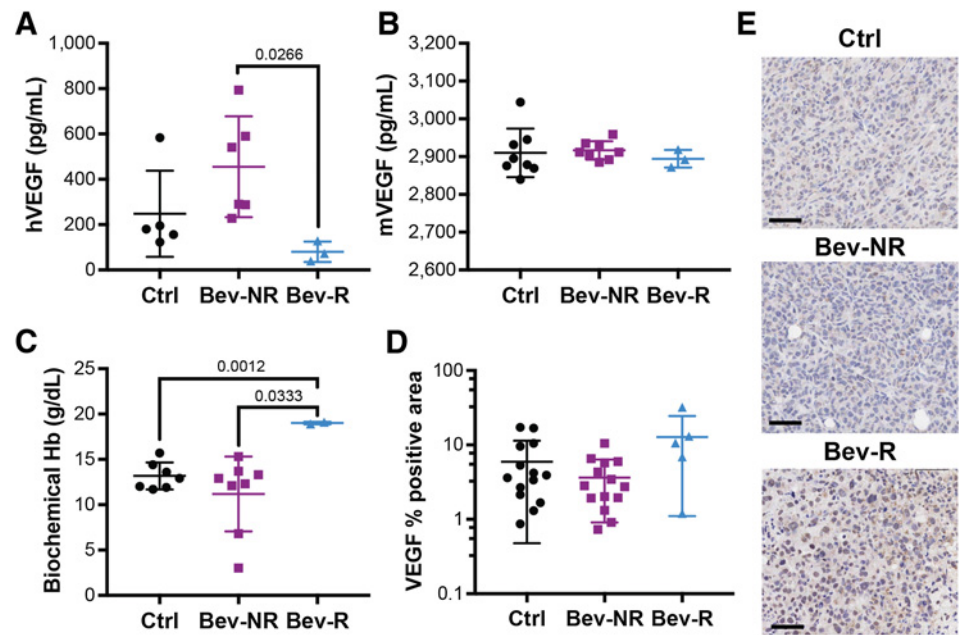 A
hVEGF (pg/mL)
1,000
800
600
400
200
0
0.0266
Ctrl Bev-NR Bev-R
B
mVEGF (pg/mL)
3,200
3,100
3,000
2,900
2,800
2,700
2,600
Ctrl Bev-NR Bev-R
C
Biochemical Hb (g/dL)
25
20
15
10
5
0
0.0012
0.0333
Ctrl Bev-NR Bev-R
D
VEGF % positive area
100
10
1
0.1
Ctrl Bev-NR Bev-R
E
Ctrl
Bev-NR
Bev-R